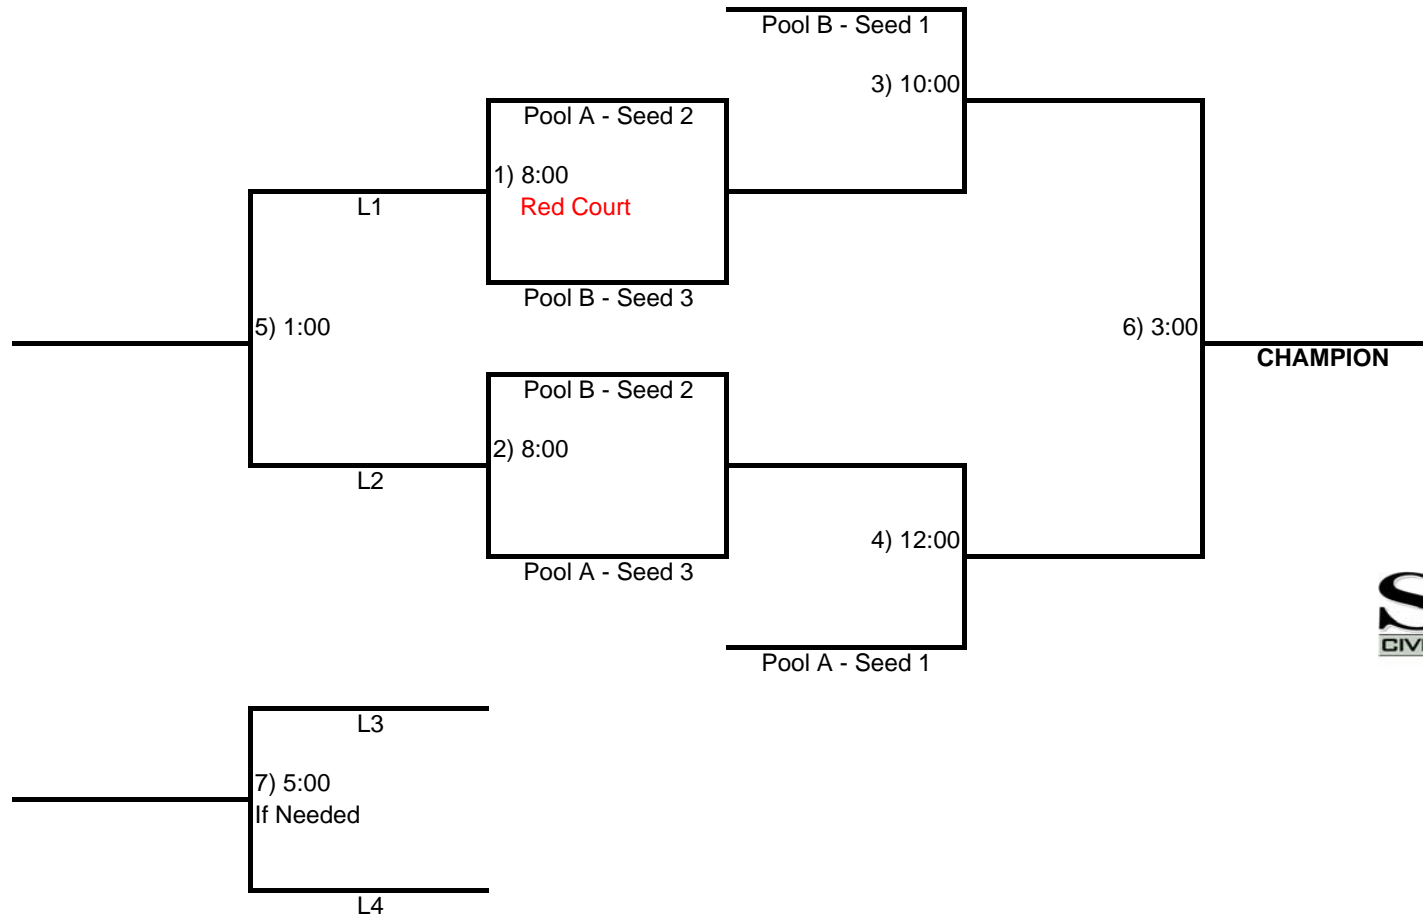 Pool B - Seed 1
3) 10:00
Pool A - Seed 2
1) 8:00
Red Court
L1
Pool B - Seed 3
5) 1:00
6) 3:00
CHAMPION
Pool B - Seed 2
2) 8:00
L2
4) 12:00
Pool A - Seed 3
Pool A - Seed 1
L3
7) 5:00
If Needed
L4